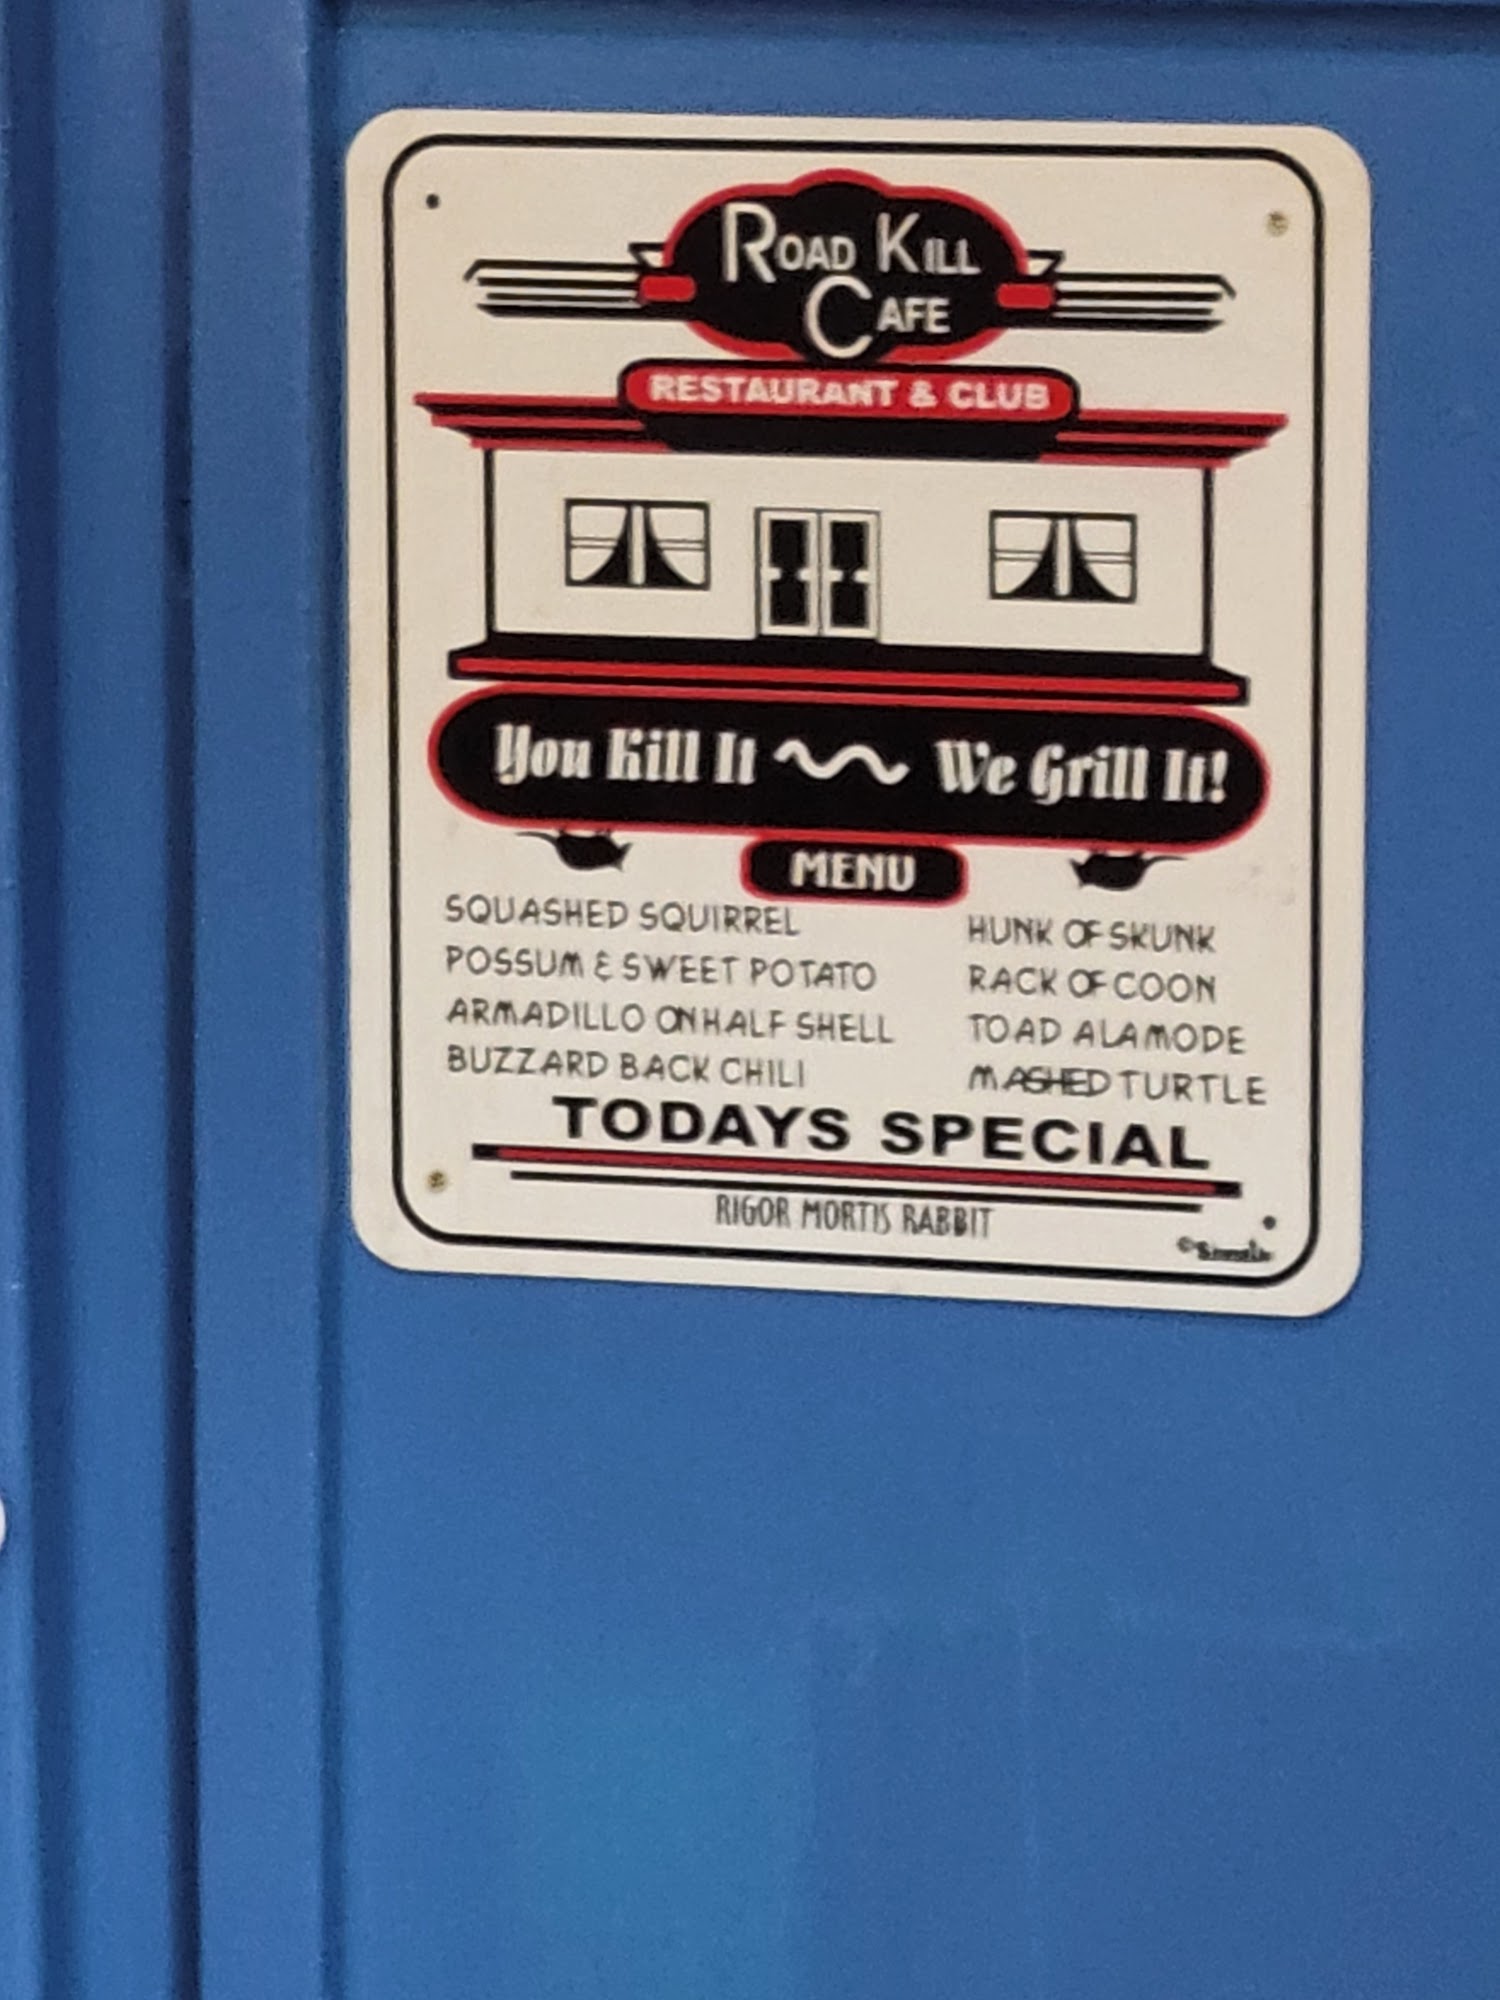 ROAD KILL
CAFE
RESTAURANT & CLUB
You Kill It We Grill It!
MENU
SQUASHED SQUIRREL
POSSUM & SWEET POTATO
ARMADILLO ON HALF SHELL
BUZZARD BACK CHILI
HUNK OF SKUNK
RACK OF COON
TOAD ALAMODE
MASHED TURTLE
TODAYS SPECIAL
RIGOR MORTIS RABBIT